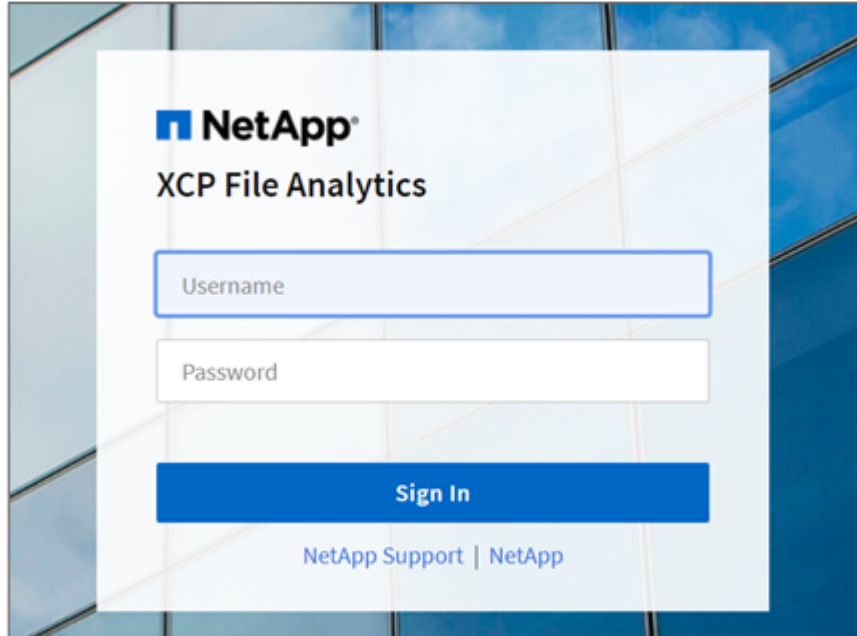 NetApp®
XCP File Analytics
Username
Password
Sign In
NetApp Support | NetApp